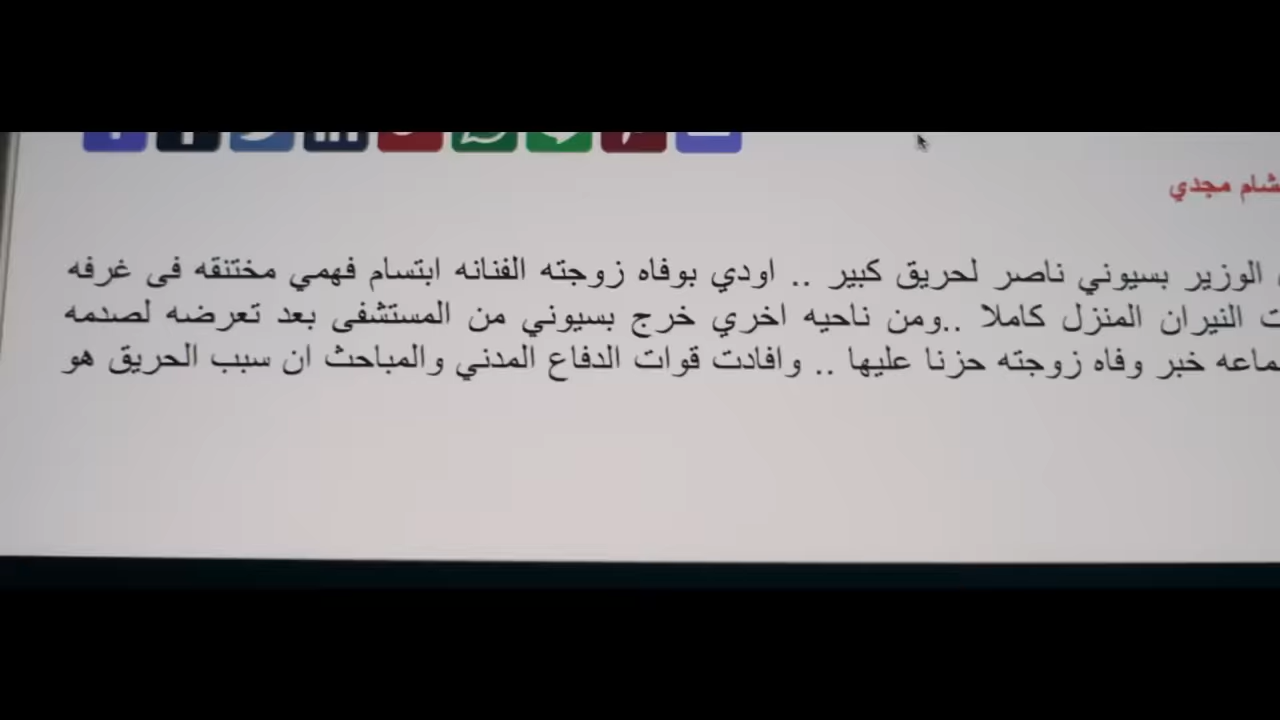 مجدي
الوزير بسيوني ناصر لحريق كبير .. اودي بوفاه زوجته الفنانه ابتسام فهمي مختنقه فى غرفه
النيران المنزل كاملا ..ومن ناحيه اخري خرج بسيوني من المستشفى بعد تعرضه لصدمه
خبر وفاه زوجته حزنا عليها .. وافادت قوات الدفاع المدني والمباحث ان سبب الحريق هو